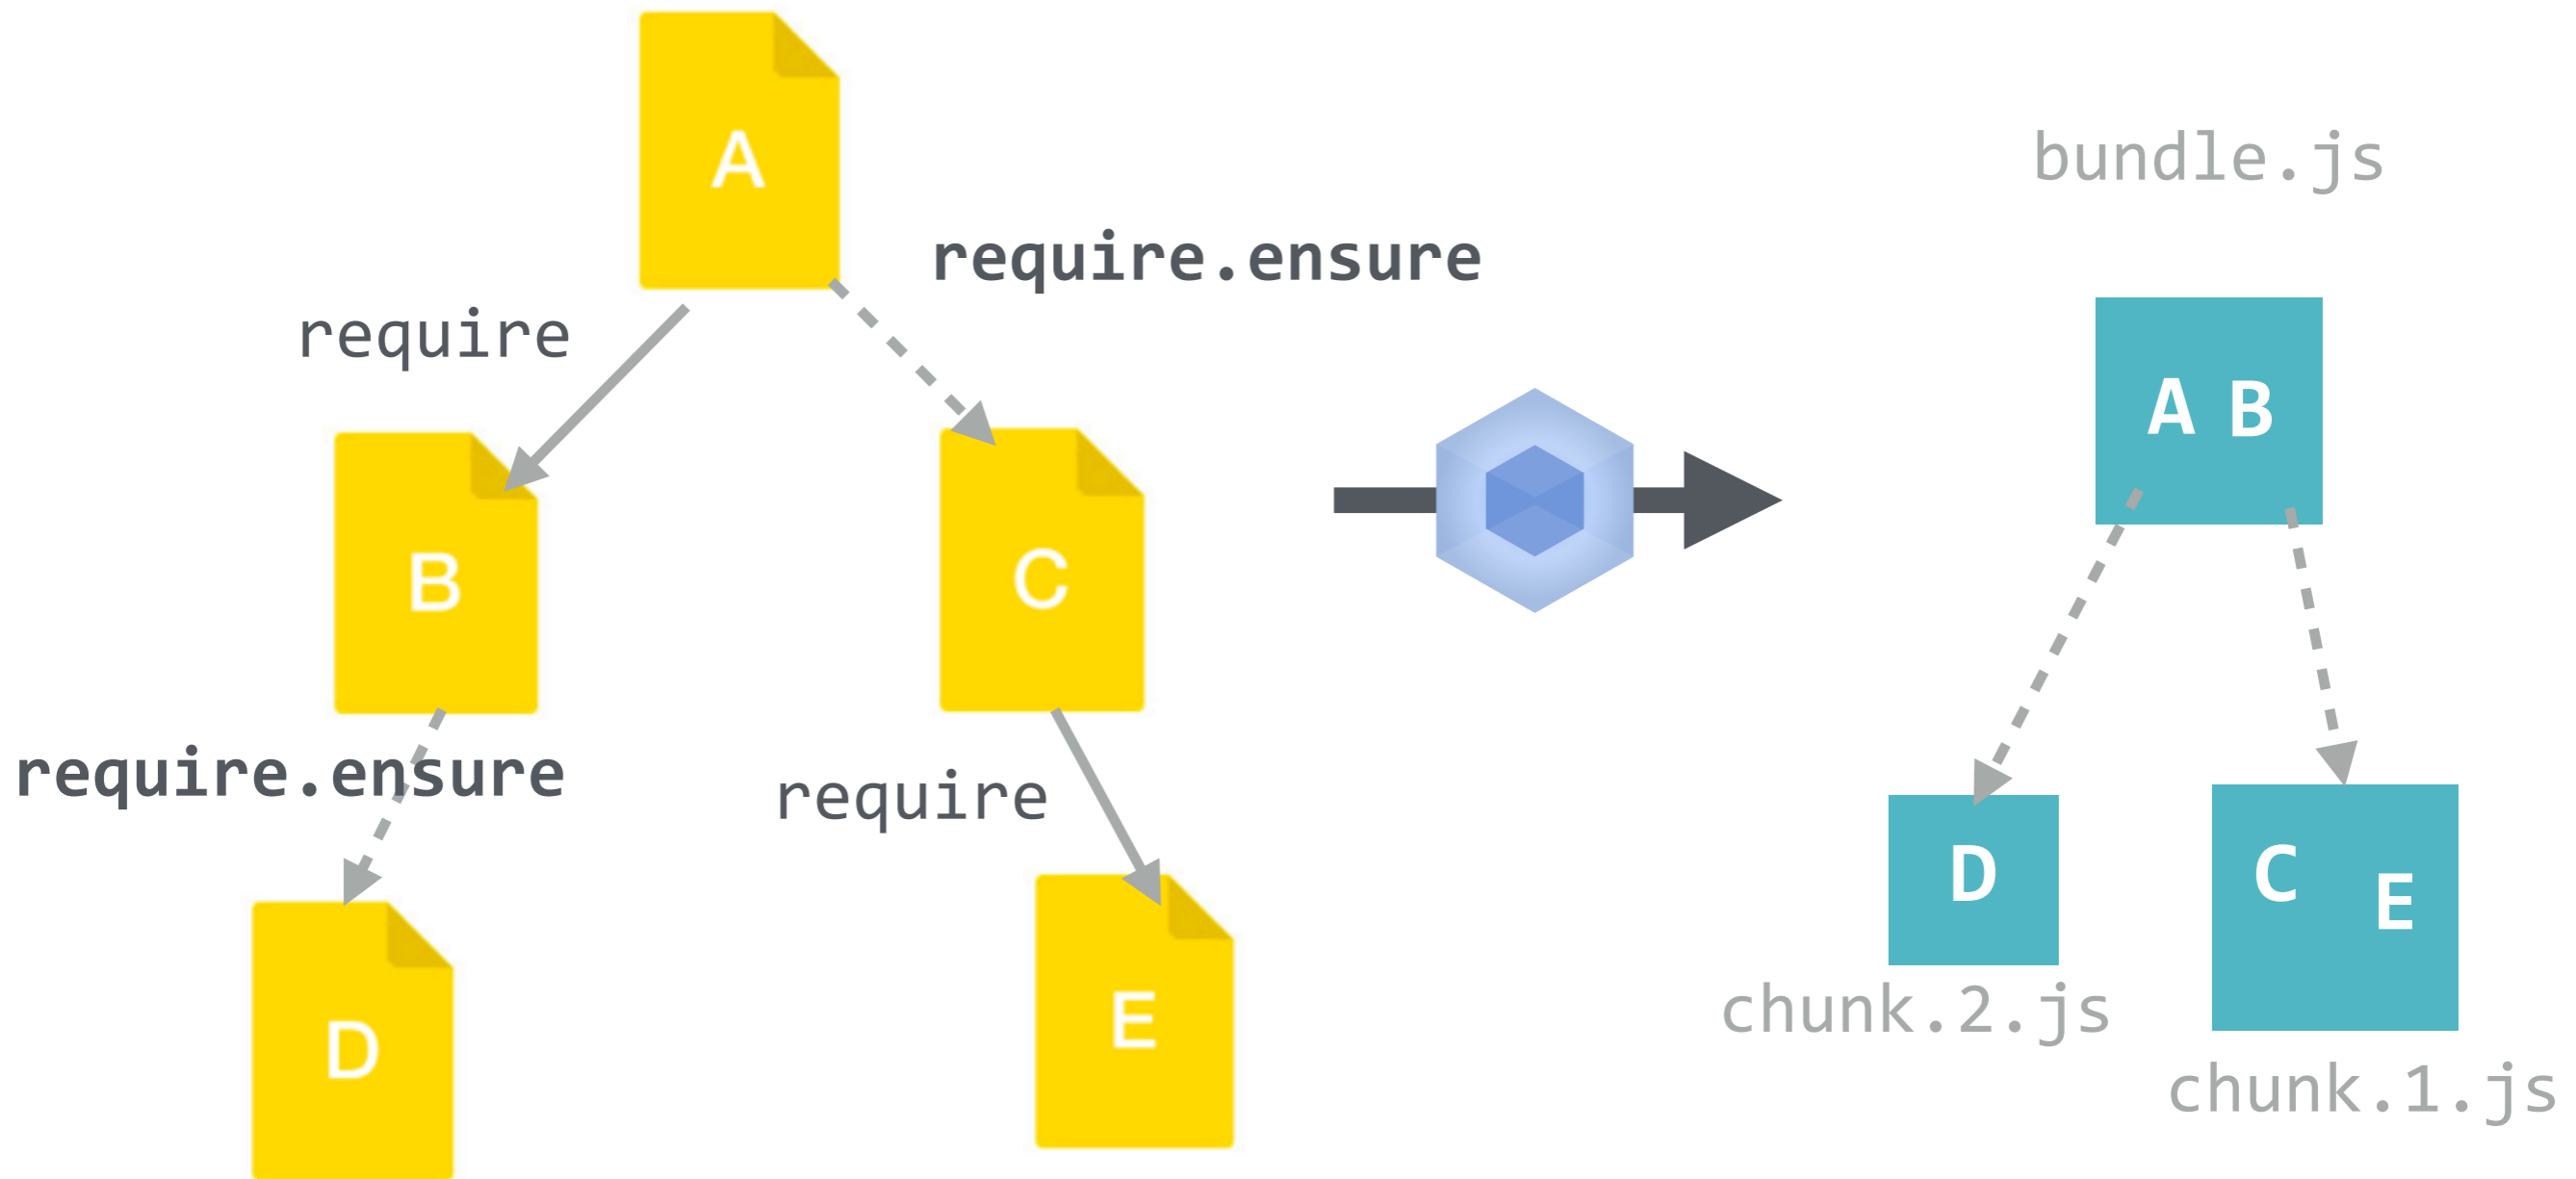 A
require.ensure
require
B
C
require.ensure
require
D
E
bundle.js
A B
D
C E
chunk.2.js
chunk.1.js